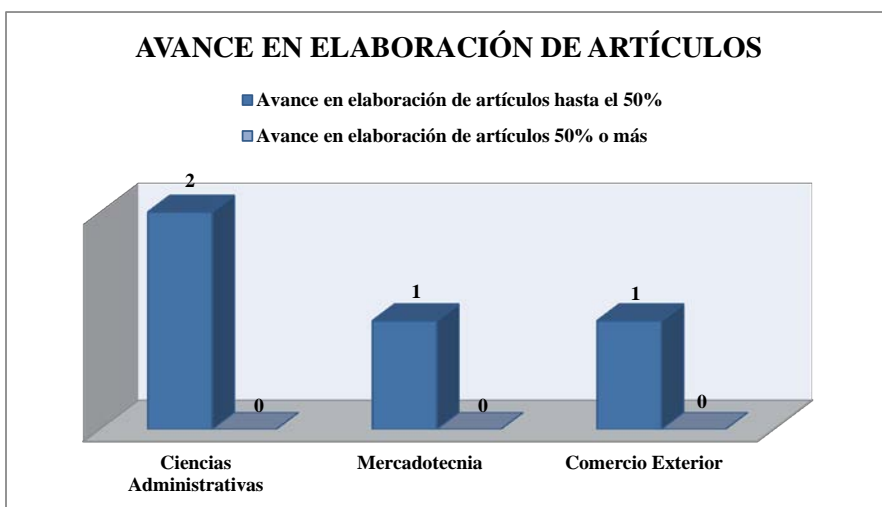 AVANCE EN ELABORACIÓN DE ARTÍCULOS
Avance en elaboración de artículos hasta el 50%
Avance en elaboración de artículos 50% o más
2
0
1
0
1
0
Ciencias
Administrativas
Mercadotecnia
Comercio Exterior